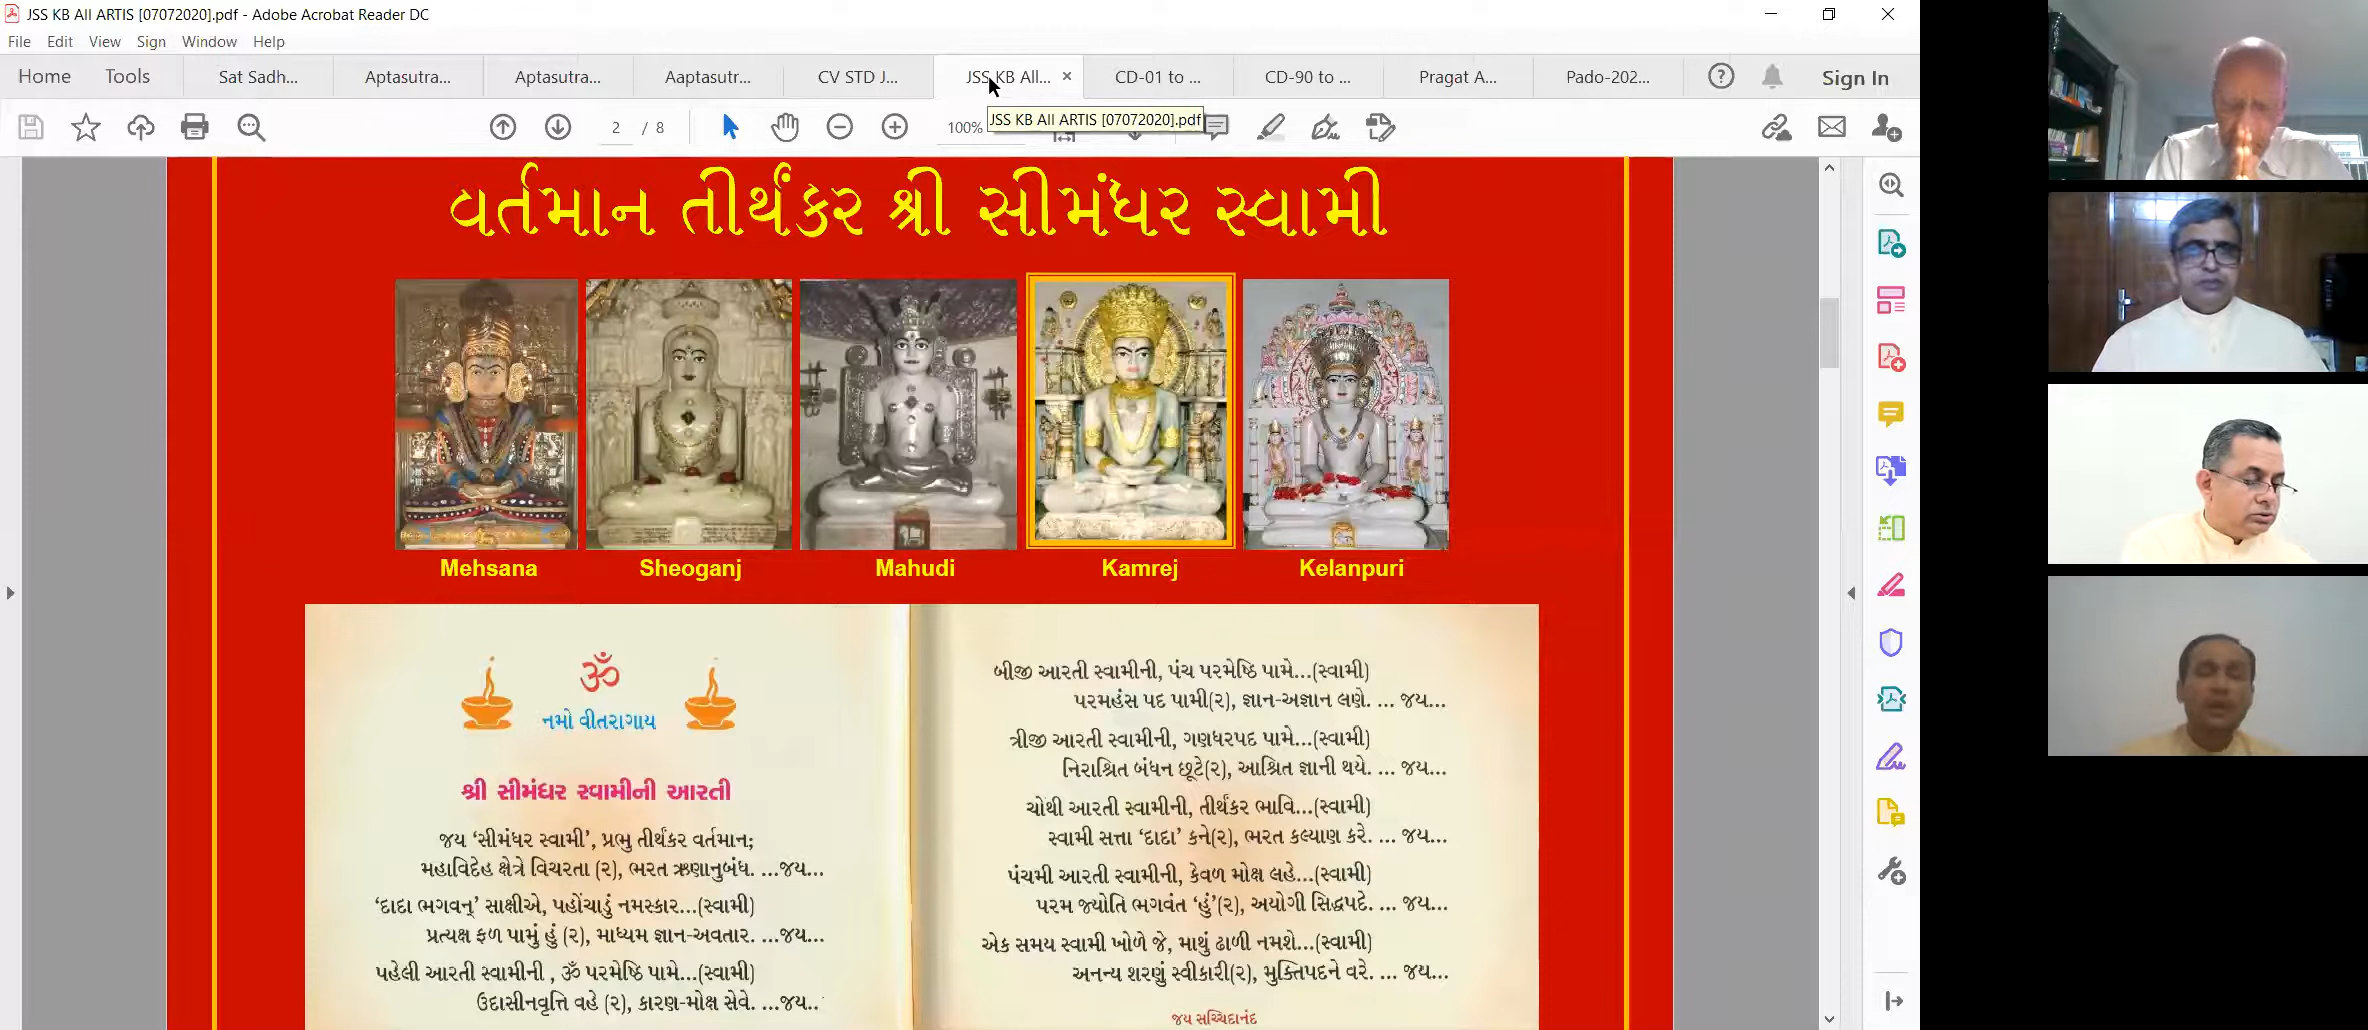 JSS KB All ARTIS [07072020].pdf - Adobe Acrobat Reader DC
File Edit View Sign Window Help
Home Tools Sat Sadh... Aptasutra... Aptasutra... Aaptasutr... CV STD J... JSS KB All... × CD-01 to ... CD-90 to ... Pragat A... Pado-202... Sign In
2 / 8 100%
JSS KB All ARTIS [07072020].pdf
વર્તમાન તીર્થંકર શ્રી સીમંધર સ્વામી
Mehsana Sheoganj Mahudi Kamrej Kelanpuri
ૐ
નમો વીતરાગાય
શ્રી સીમંધર સ્વામીની આરતી
જય ‘સીમંધર સ્વામી’, પ્રભુ તીર્થંકર વર્તમાન;
મહાવિદેહ ક્ષેત્રે વિચરતા (૨), ભરત ઋણાનુબંધ. ...જય...
‘દાદા ભગવન્’ સાક્ષીએ, પહોંચાડું નમસ્કાર...(સ્વામી)
પ્રત્યક્ષ ફળ પામું હું (૨), માધ્યમ જ્ઞાન-અવતાર. ...જય...
પહેલી આરતી સ્વામીની , ૐ પરમેષ્ઠિ પામે...(સ્વામી)
ઉદાસીનવૃત્તિ વહે (૨), કારણ-મોક્ષ સેવે. ...જય..
બીજી આરતી સ્વામીની, પંચ પરમેષ્ઠિ પામે...(સ્વામી)
પરમહંસ પદ પામી(૨), જ્ઞાન-અજ્ઞાન લણે. ... જય...
ત્રીજી આરતી સ્વામીની, ગણધરપદ પામે...(સ્વામી)
નિરાશ્રિત બંધન છૂટે(૨), આશ્રિત જ્ઞાની થયે. ... જય...
ચોથી આરતી સ્વામીની, તીર્થંકર ભાવિ...(સ્વામી)
સ્વામી સત્તા ‘દાદા’ કને(૨), ભરત કલ્યાણ કરે. ... જય...
પંચમી આરતી સ્વામીની, કેવળ મોક્ષ લહે...(સ્વામી)
પરમ જ્યોતિ ભગવંત ‘હું’(૨), અયોગી સિદ્ધપદે. ... જય...
એક સમય સ્વામી ખોળે જે, માથું ઢાળી નમશે...(સ્વામી)
અનન્ય શરણું સ્વીકારી(૨), મુક્તિપદને વરે. ... જય...
જય સચ્ચિદાનંદ